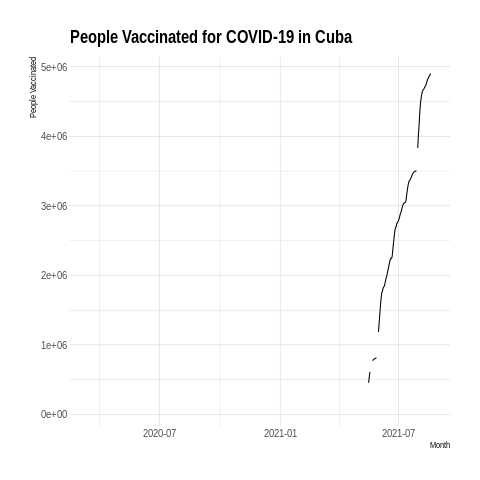 People Vaccinated for COVID-19 in Cuba
People Vaccinated
5e+06
4e+06
3e+06
2e+06
1e+06
0e+00
2020-07 2021-01 2021-07
Month